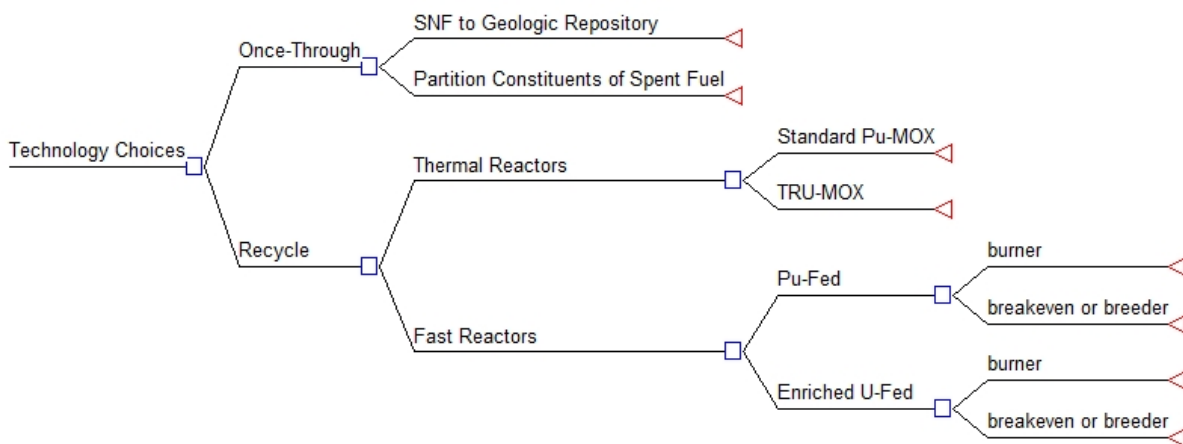 SNF to Geologic Repository
Once-Through
Partition Constituents of Spent Fuel
Technology Choices
Standard Pu-MOX
Thermal Reactors
TRU-MOX
Recycle
burner
Pu-Fed
breakeven or breeder
Fast Reactors
burner
Enriched U-Fed
breakeven or breeder